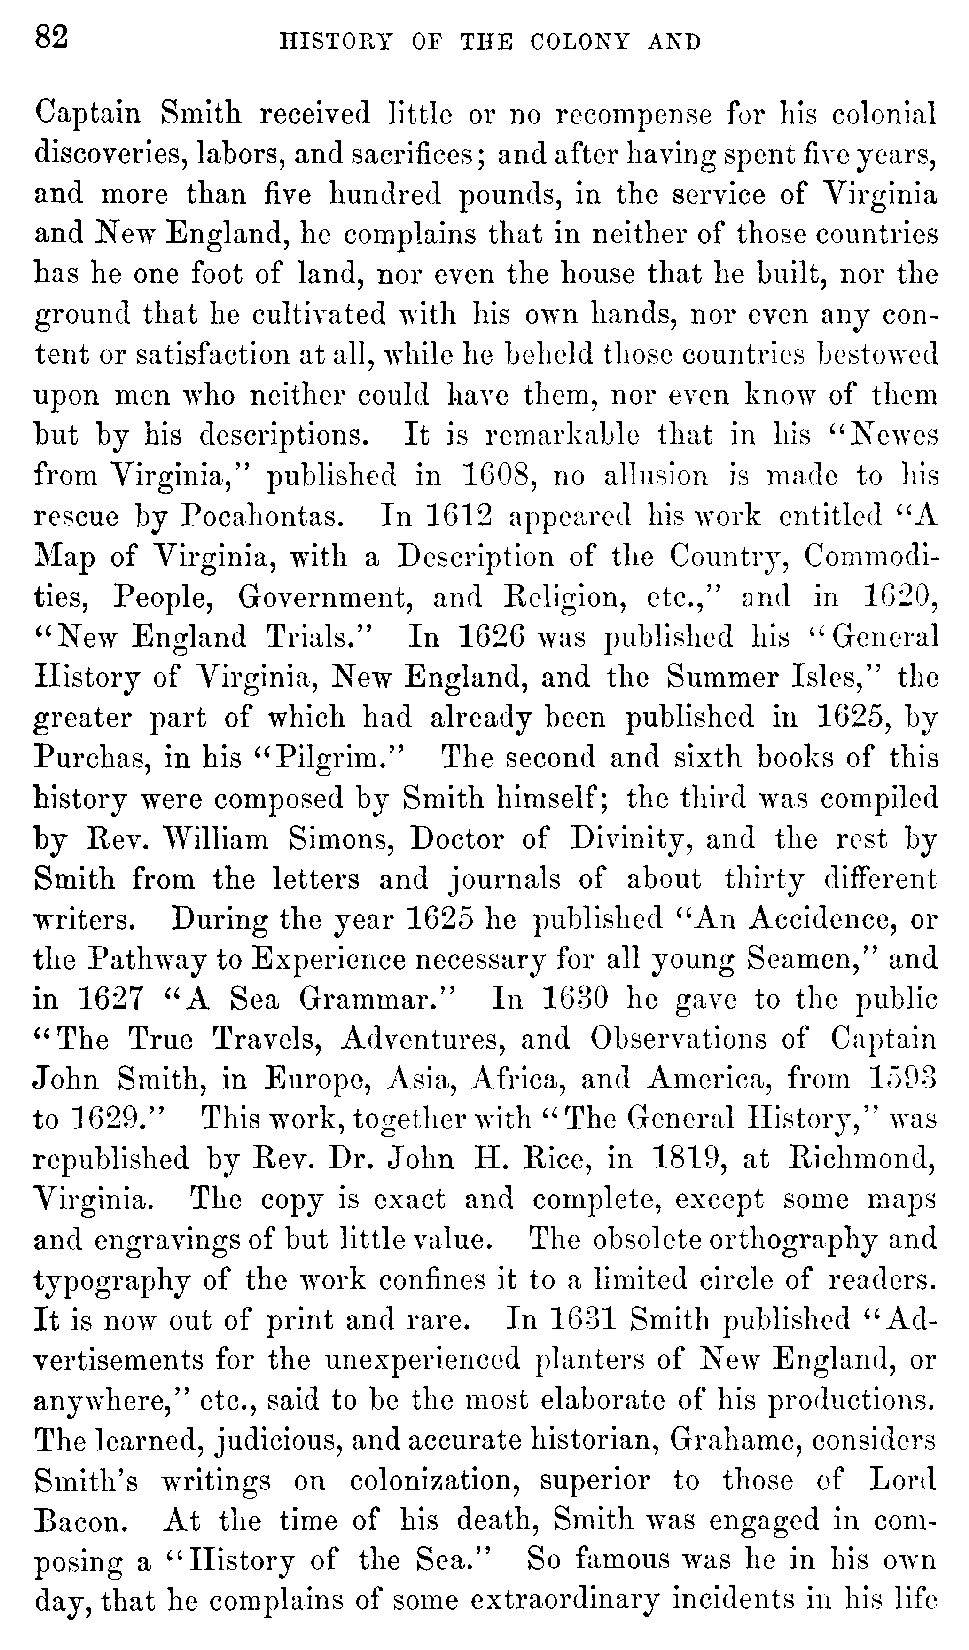 82 HISTORY OF THE COLONY AND
Captain Smith received little or no recompense for his colonial
discoveries, labors, and sacrifices; and after having spent five years,
and more than five hundred pounds, in the service of Virginia
and New England, he complains that in neither of those countries
has he one foot of land, nor even the house that he built, nor the
ground that he cultivated with his own hands, nor even any con-
tent or satisfaction at all, while he beheld those countries bestowed
upon men who neither could have them, nor even know of them
but by his descriptions. It is remarkable that in his "Newes
from Virginia," published in 1608, no allusion is made to his
rescue by Pocahontas. In 1612 appeared his work entitled "A
Map of Virginia, with a Description of the Country, Commodi-
ties, People, Government, and Religion, etc.," and in 1620,
"New England Trials." In 1626 was published his "General
History of Virginia, New England, and the Summer Isles," the
greater part of which had already been published in 1625, by
Purchas, in his "Pilgrim." The second and sixth books of this
history were composed by Smith himself; the third was compiled
by Rev. William Simons, Doctor of Divinity, and the rest by
Smith from the letters and journals of about thirty different
writers. During the year 1625 he published "An Accidence, or
the Pathway to Experience necessary for all young Seamen," and
in 1627 "A Sea Grammar." In 1630 he gave to the public
"The True Travels, Adventures, and Observations of Captain
John Smith, in Europe, Asia, Africa, and America, from 1593
to 1629." This work, together with "The General History," was
republished by Rev. Dr. John H. Rice, in 1819, at Richmond,
Virginia. The copy is exact and complete, except some maps
and engravings of but little value. The obsolete orthography and
typography of the work confines it to a limited circle of readers.
It is now out of print and rare. In 1631 Smith published "Ad-
vertisements for the unexperienced planters of New England, or
anywhere," etc., said to be the most elaborate of his productions.
The learned, judicious, and accurate historian, Grahame, considers
Smith's writings on colonization, superior to those of Lord
Bacon. At the time of his death, Smith was engaged in com-
posing a "History of the Sea." So famous was he in his own
day, that he complains of some extraordinary incidents in his life